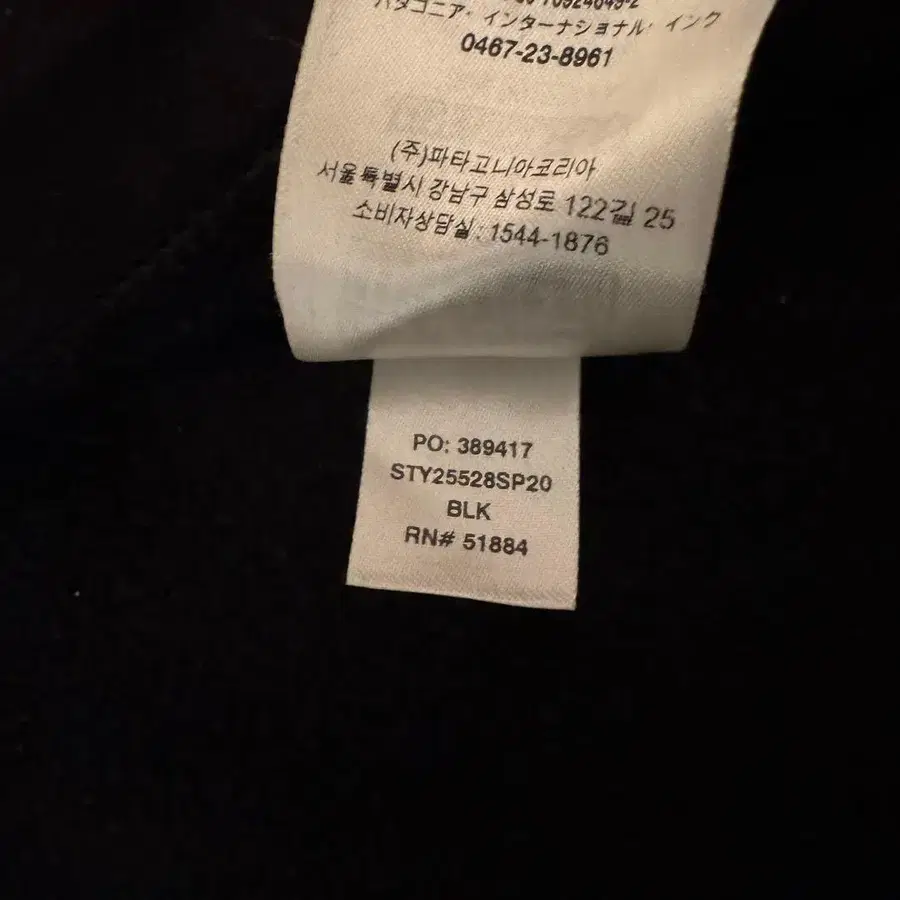 パタゴニア・インターナショナル・インク
0467-23-8961
(주)파타고니아코리아
서울특별시 강남구 삼성로 122길 25
소비자상담실 : 1544-1876
PO: 389417
STY25528SP20
BLK
RN# 51884